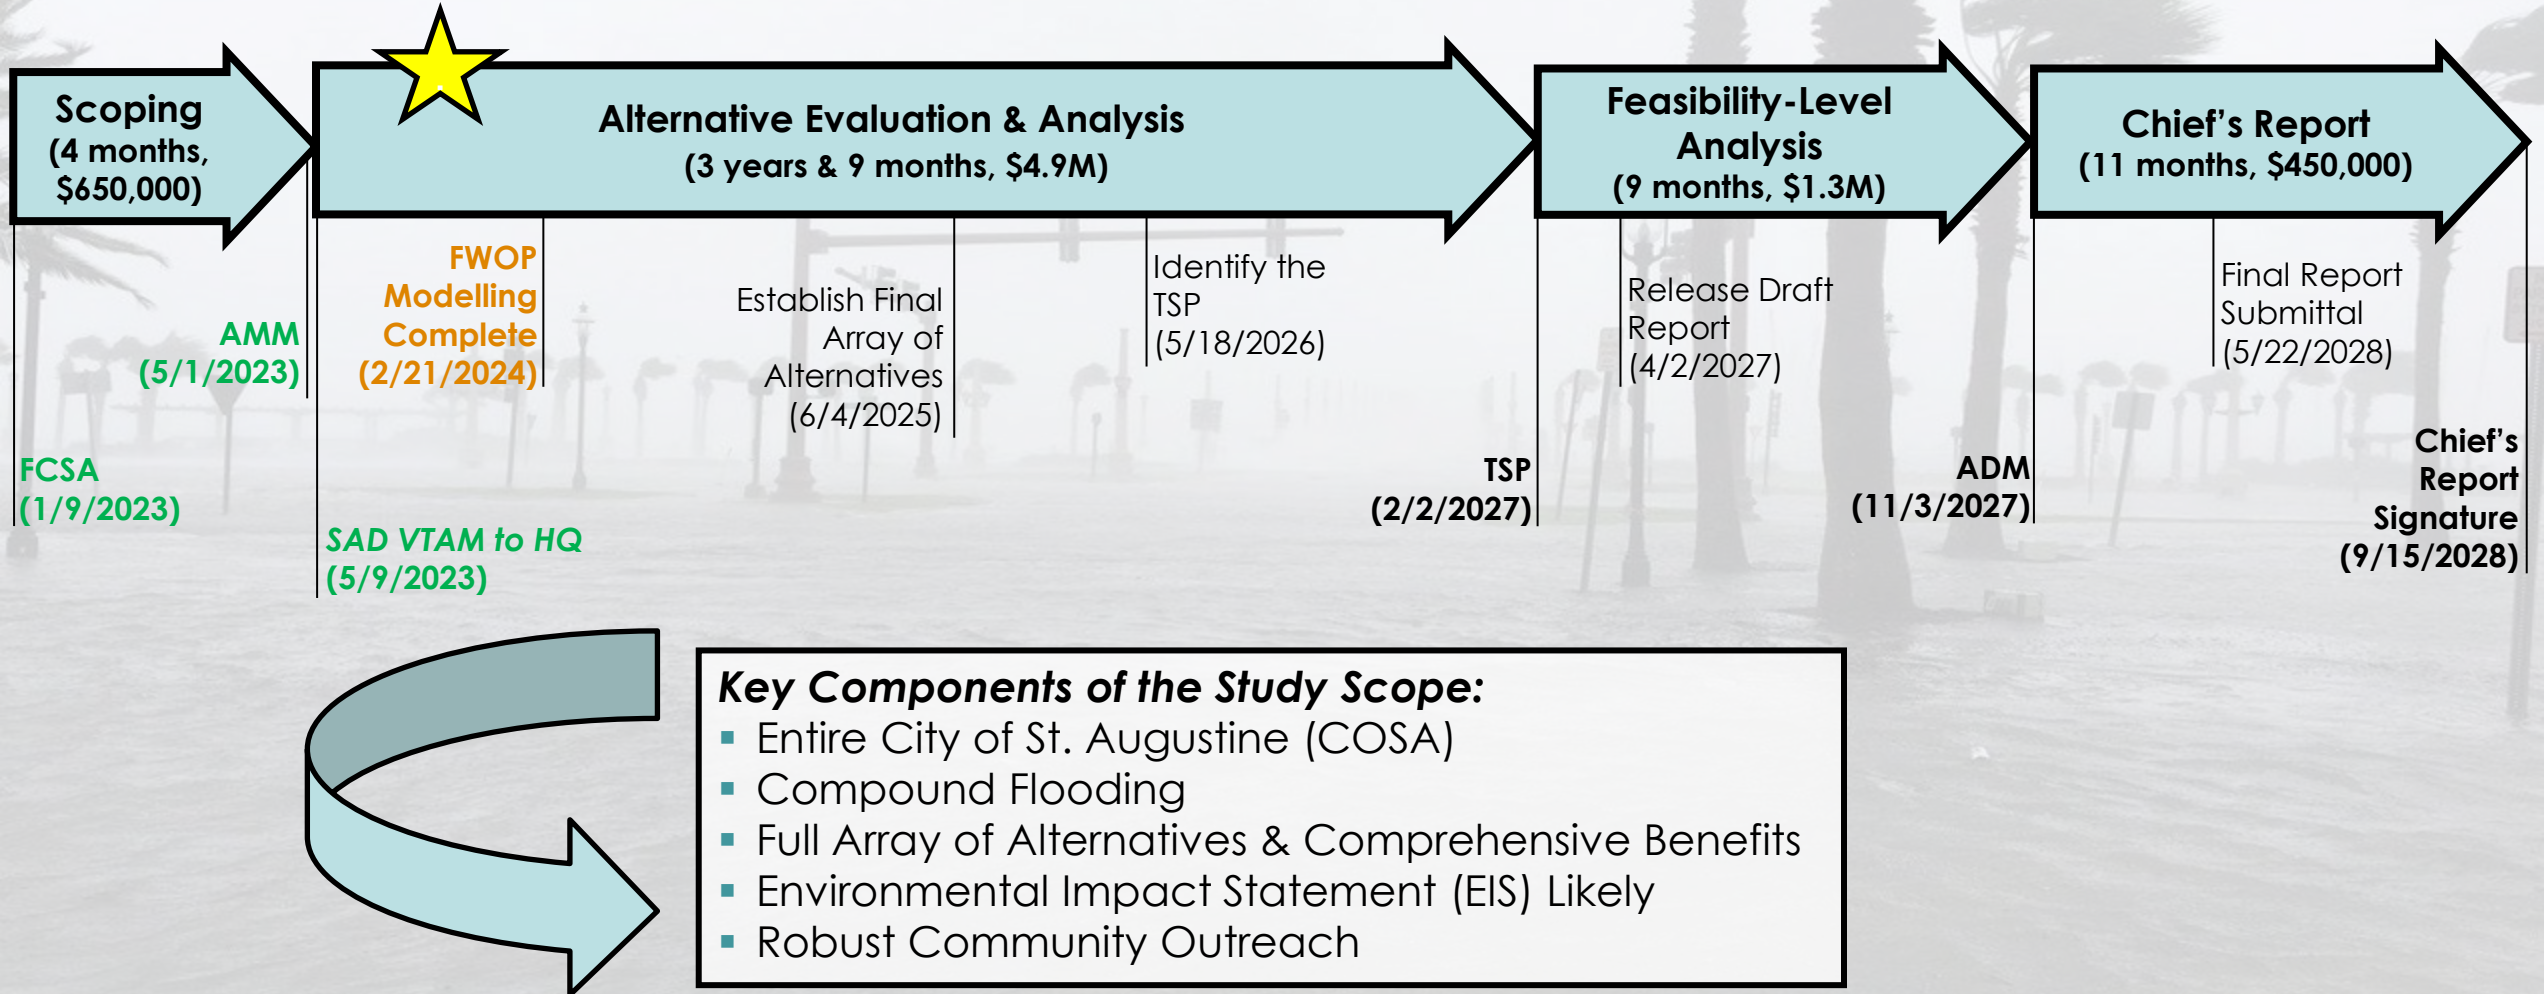 Scoping
(4 months,
$650,000)
Alternative Evaluation & Analysis
(3 years & 9 months, $4.9M)
Feasibility-Level
Analysis
(9 months, $1.3M)
Chief's Report
(11 months, $450,000)
FCSA
(1/9/2023)
AMM
(5/1/2023)
SAD VTAM to HQ
(5/9/2023)
FWOP
Modelling
Complete
(2/21/2024)
Establish Final
Array of
Alternatives
(6/4/2025)
Identify the
TSP
(5/18/2026)
TSP
(2/2/2027)
Release Draft
Report
(4/2/2027)
ADM
(11/3/2027)
Final Report
Submittal
(5/22/2028)
Chief's
Report
Signature
(9/15/2028)
Key Components of the Study Scope:
▪ Entire City of St. Augustine (COSA)
▪ Compound Flooding
▪ Full Array of Alternatives & Comprehensive Benefits
▪ Environmental Impact Statement (EIS) Likely
▪ Robust Community Outreach